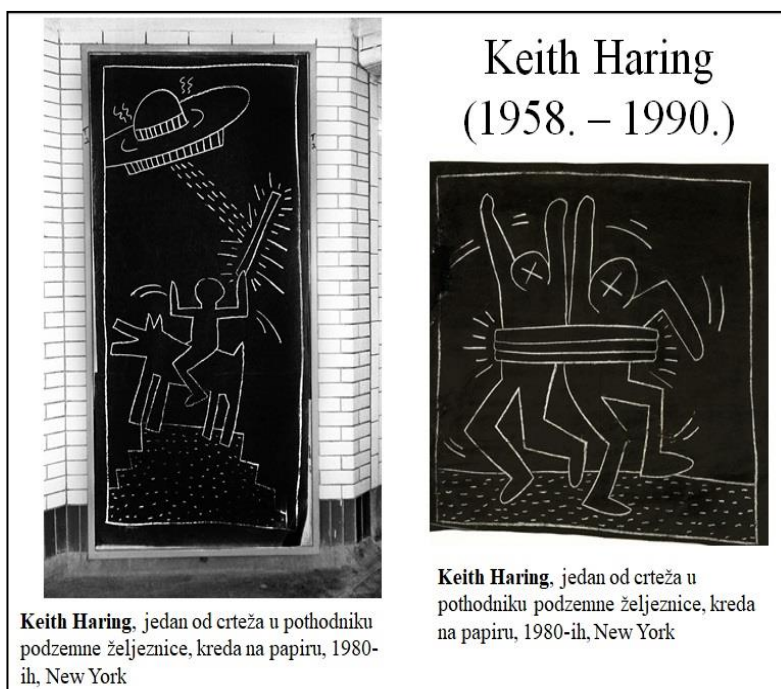 Keith Haring
(1958. – 1990.)
Keith Haring, jedan od crteža u pothodniku
podzemne željeznice, kreda na papiru, 1980-
ih, New York
Keith Haring, jedan od crteža u
pothodniku podzemne željeznice, kreda
na papiru, 1980-ih, New York